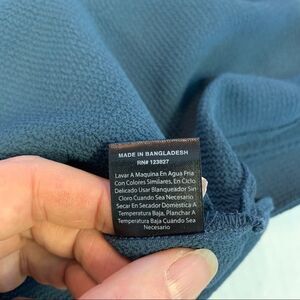 MADE IN BANGLADESH
RN# 123827
Lavar A Maquina En Agua Fria
Con Colores Similares, En Ciclo
Delicado Usar Blanqueador Sin
Cloro Cuando Sea Necesario
Secar En Secador Doméstica A
Temperatura Baja, Planchar A
Temperatura Baja Cuando Sea
Necesario